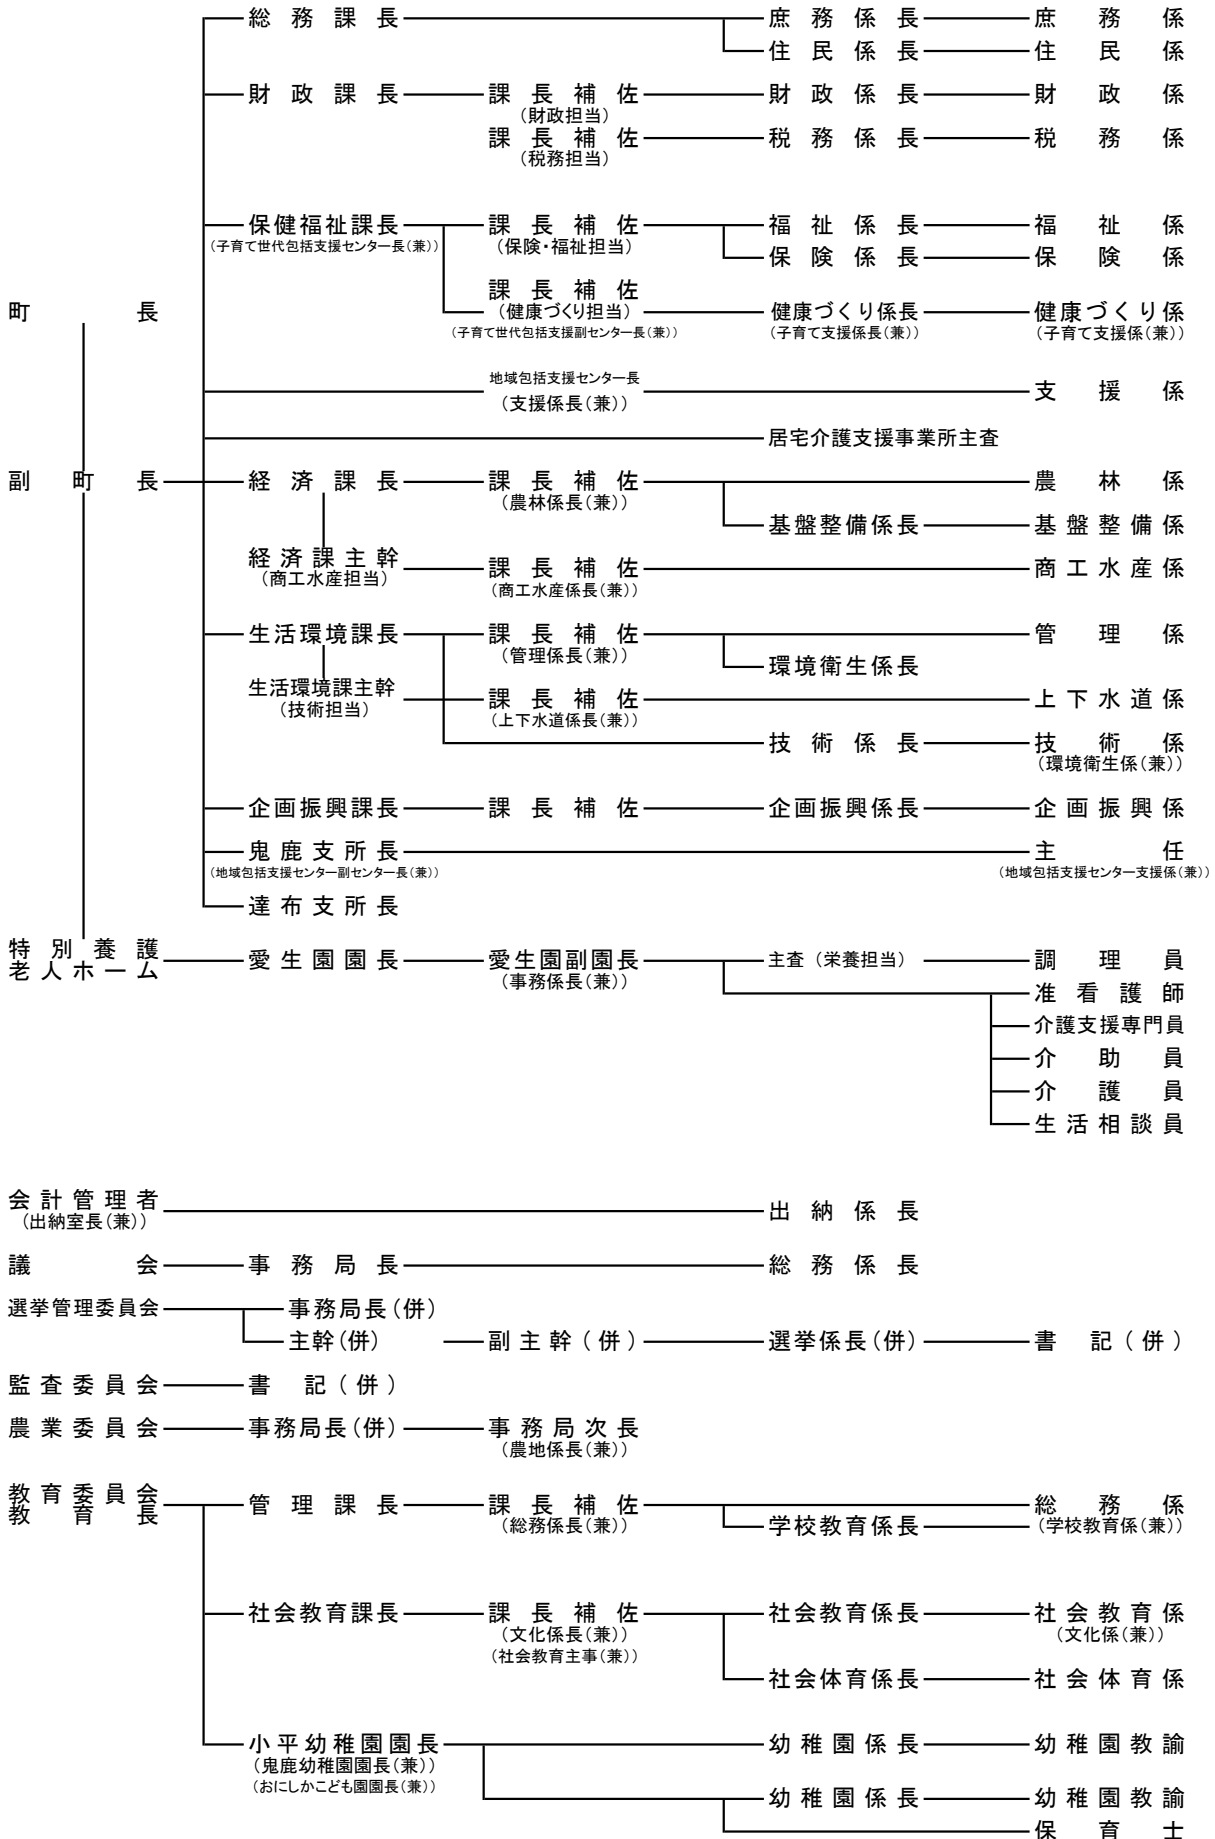 総務課長 庶務係長 庶務係
住民係長 住民係
財政課長 課長補佐 財政係長 財政係
（財政担当）
課長補佐 税務係長 税務係
（税務担当）
保健福祉課長 課長補佐 福祉係長 福祉係
（子育て世代包括支援センター長（兼）） （保険・福祉担当）
保険係長 保険係
課長補佐
町長 （健康づくり担当） 健康づくり係長 健康づくり係
（子育て世代包括支援副センター長（兼）） （子育て支援係長（兼）） （子育て支援係（兼））
地域包括支援センター長
（支援係長（兼）） 支援係
居宅介護支援事業所主査
副町長 経済課長 課長補佐 農林係
（農林係長（兼））
基盤整備係長 基盤整備係
経済課主幹 課長補佐 商工水産係
（商工水産担当） （商工水産係長（兼））
生活環境課長 課長補佐 管理係
（管理係長（兼））
環境衛生係長
生活環境課主幹 課長補佐 上下水道係
（技術担当） （上下水道係長（兼））
技術係長 技術係
（環境衛生係（兼））
企画振興課長 課長補佐 企画振興係長 企画振興係
鬼鹿支所長 主任
（地域包括支援センター副センター長（兼）） （地域包括支援センター支援係（兼））
達布支所長
特別養護
老人ホーム 愛生園園長 愛生園副園長 主査（栄養担当） 調理員
（事務係長（兼））
准看護師
介護支援専門員
介助員
介護員
生活相談員
会計管理者 出納係長
（出納室長（兼））
議会 事務局長 総務係長
選挙管理委員会 事務局長（併）
主幹（併） 副主幹（併） 選挙係長（併） 書記（併）
監査委員会 書記（併）
農業委員会 事務局長（併） 事務局次長
（農地係長（兼））
教育委員会
教育長 管理課長 課長補佐 総務係
（総務係長（兼）） 学校教育係長 （学校教育係（兼））
社会教育課長 課長補佐 社会教育係長 社会教育係
（文化係長（兼）） （文化係（兼））
（社会教育主事（兼））
社会体育係長 社会体育係
小平幼稚園園長 幼稚園係長 幼稚園教諭
（鬼鹿幼稚園園長（兼））
（おにしかこども園園長（兼））
幼稚園係長 幼稚園教諭
保育士